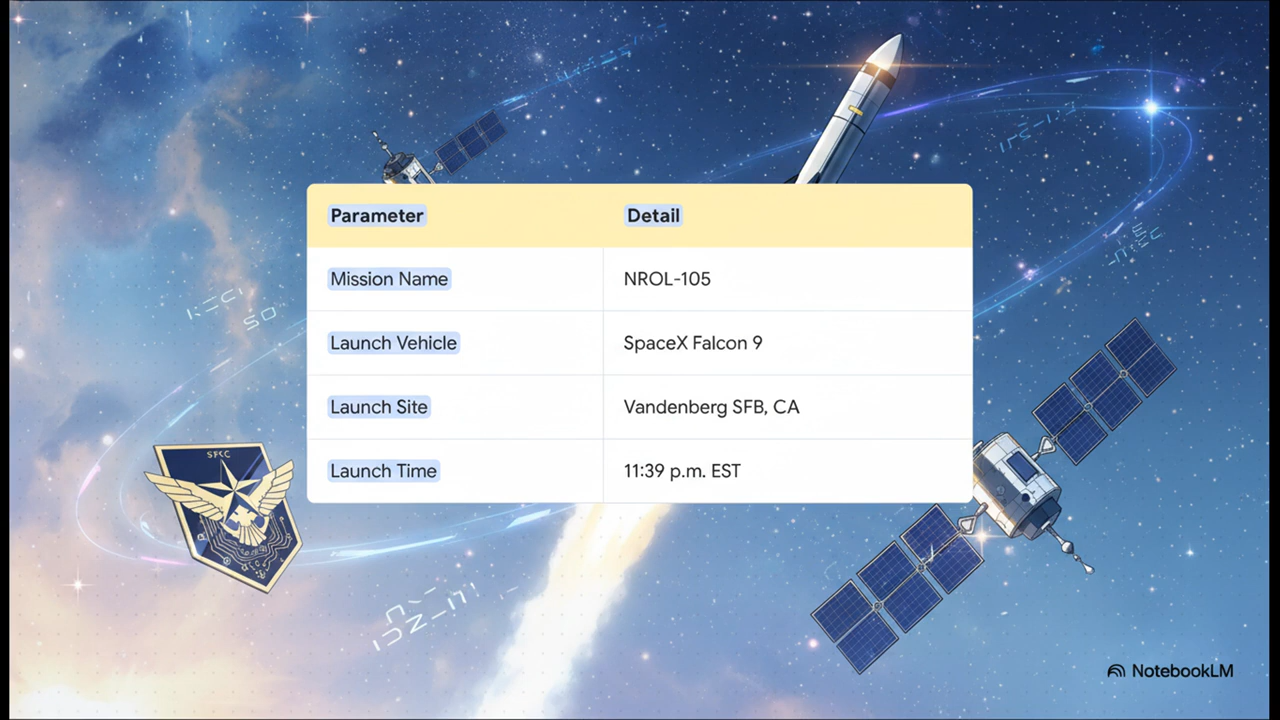 Parameter Detail
Mission Name NROL-105
Launch Vehicle SpaceX Falcon 9
Launch Site Vandenberg SFB, CA
Launch Time 11:39 p.m. EST
NotebookLM